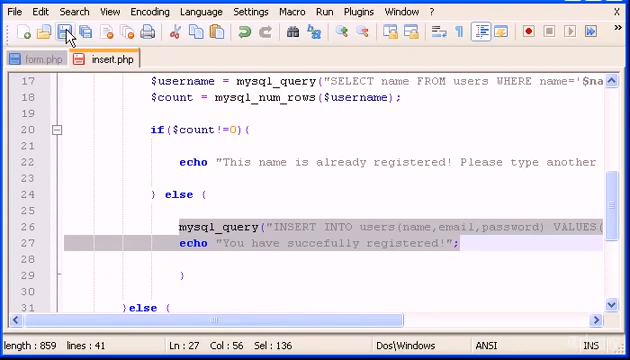 File Edit Search View Encoding Language Settings Macro Run Plugins Window ? X
form.php insert.php
17 $username = mysql_query("SELECT name FROM users WHERE name='$na
18 $count = mysql_num_rows($username);
19
20 if($count!=0){
21
22 echo "This name is already registered! Please type another
23
24 } else {
25
26 mysql_query("INSERT INTO users(name,email,password) VALUES(
27 echo "You have succefully registered!";
28
29 }
30
31 }else {
length : 859 lines : 41 Ln : 27 Col : 56 Sel : 136 Dos\Windows ANSI INS